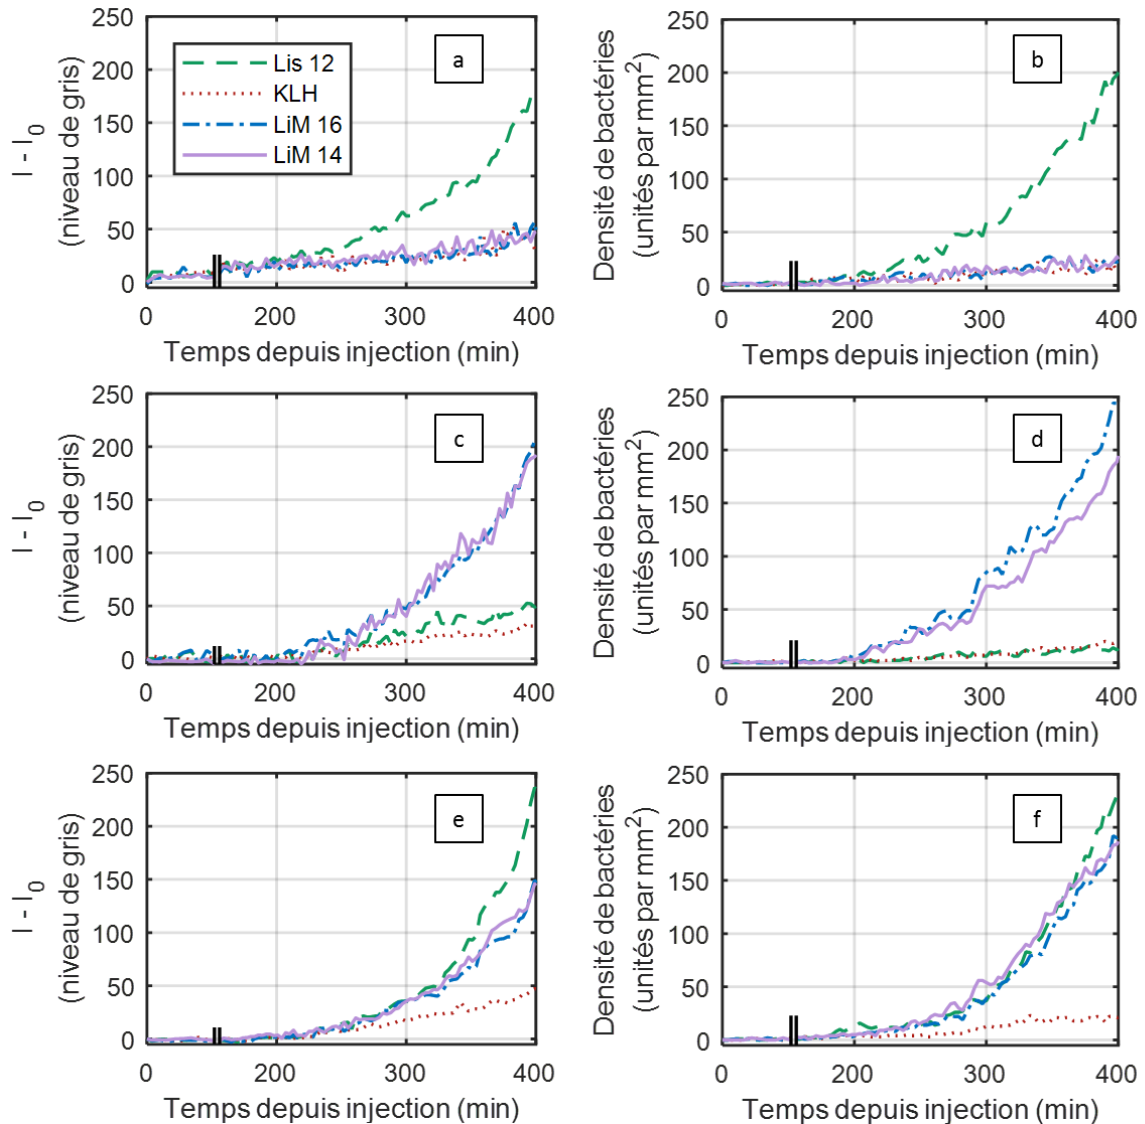 I - I0
(niveau de gris)
250
200
150
100
50
0
Lis 12
KLH
LiM 16
LiM 14
a
0
200
300
400
Temps depuis injection (min)
Densité de bactéries
(unités par mm2)
250
200
150
100
50
0
b
0
200
300
400
Temps depuis injection (min)
I - I0
(niveau de gris)
250
200
150
100
50
0
c
0
200
300
400
Temps depuis injection (min)
Densité de bactéries
(unités par mm2)
250
200
150
100
50
0
d
0
200
300
400
Temps depuis injection (min)
I - I0
(niveau de gris)
250
200
150
100
50
0
e
0
200
300
400
Temps depuis injection (min)
Densité de bactéries
(unités par mm2)
250
200
150
100
50
0
f
0
200
300
400
Temps depuis injection (min)